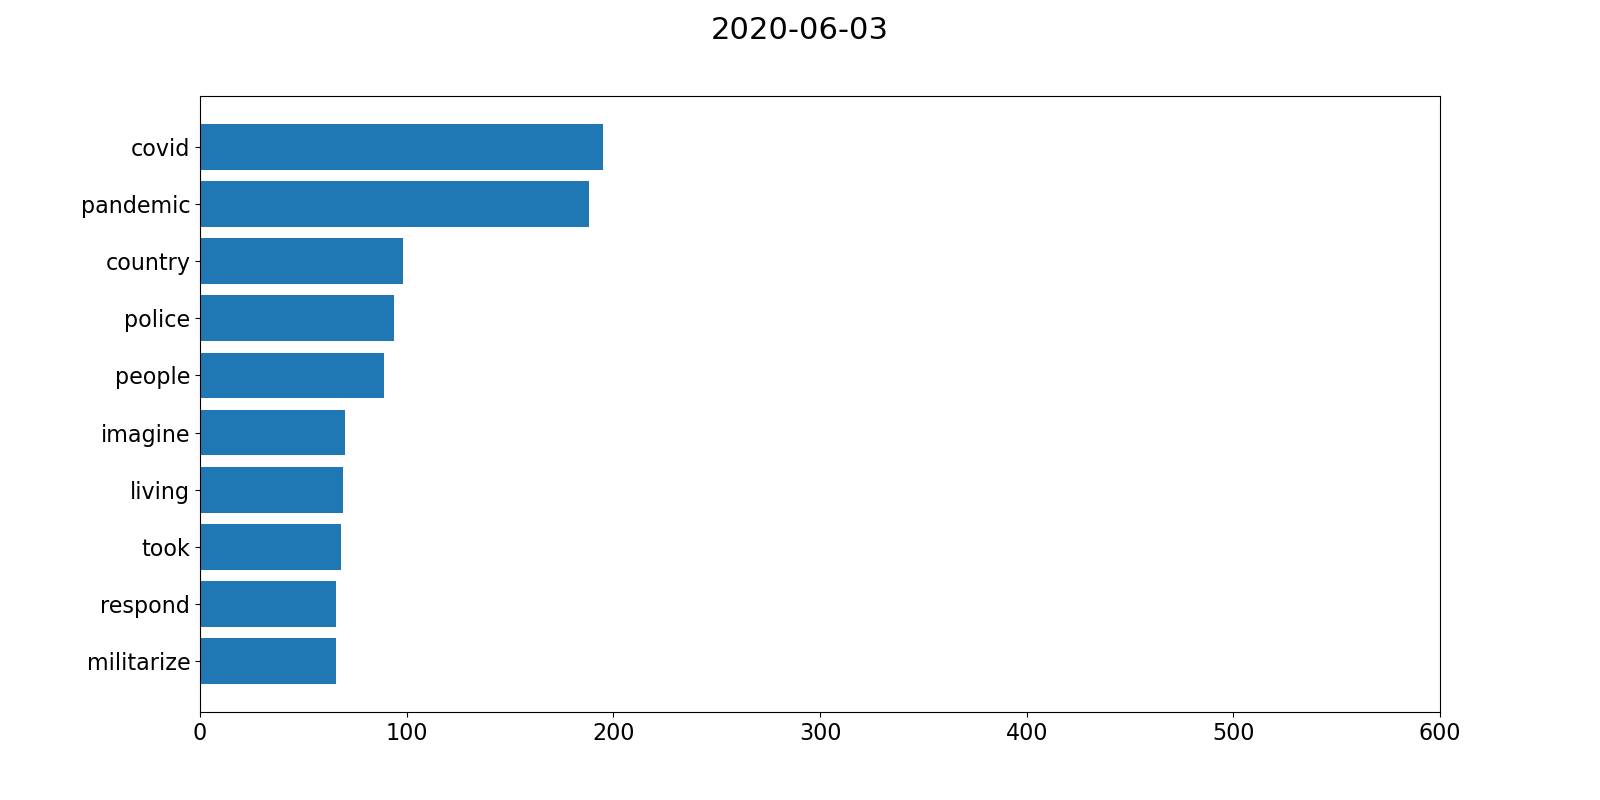 2020-06-03
covid
pandemic
country
police
people
imagine
living
took
respond
militarize
0 100 200 300 400 500 600